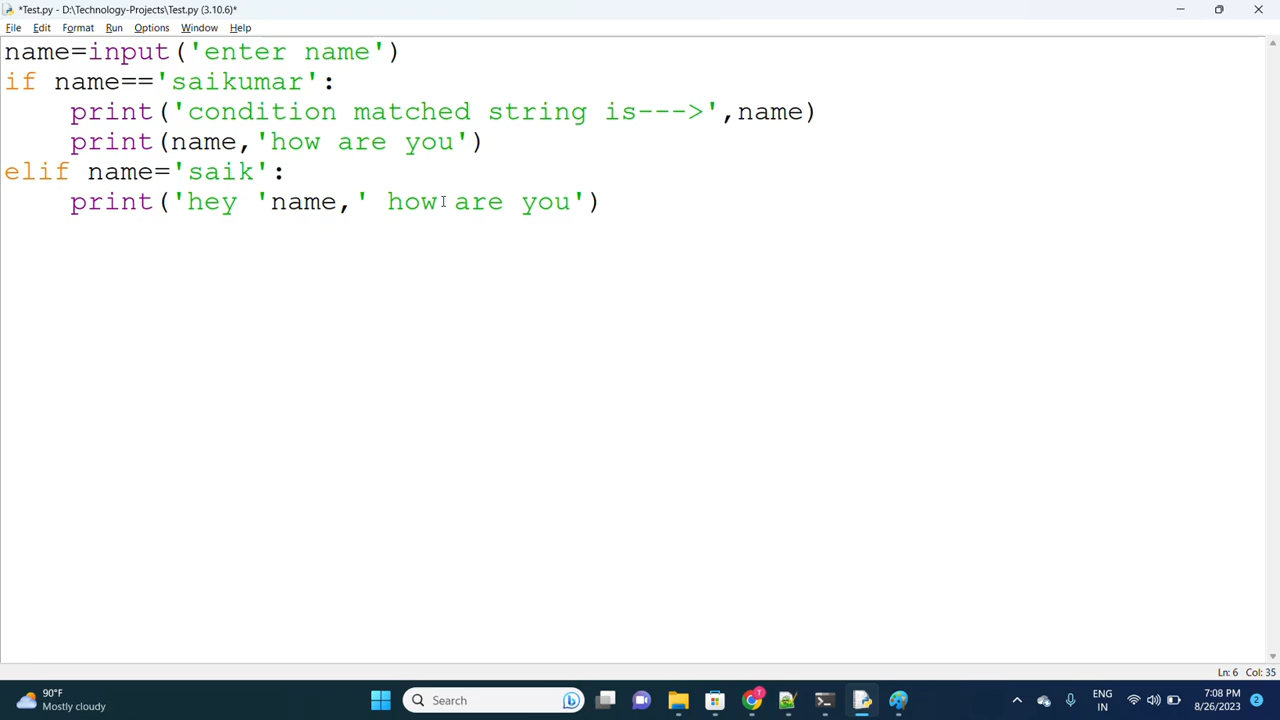 *Test.py - D:\Technology-Projects\Test.py (3.10.6)*
File Edit Format Run Options Window Help
name=input('enter name')
if name=='saikumar':
    print('condition matched string is--->',name)
    print(name,'how are you')
elif name='saik':
    print('hey 'name,' how are you')
Ln: 6 Col: 35
90°F
Mostly cloudy
Search
T
ENG
IN
7:08 PM
8/26/2023
2